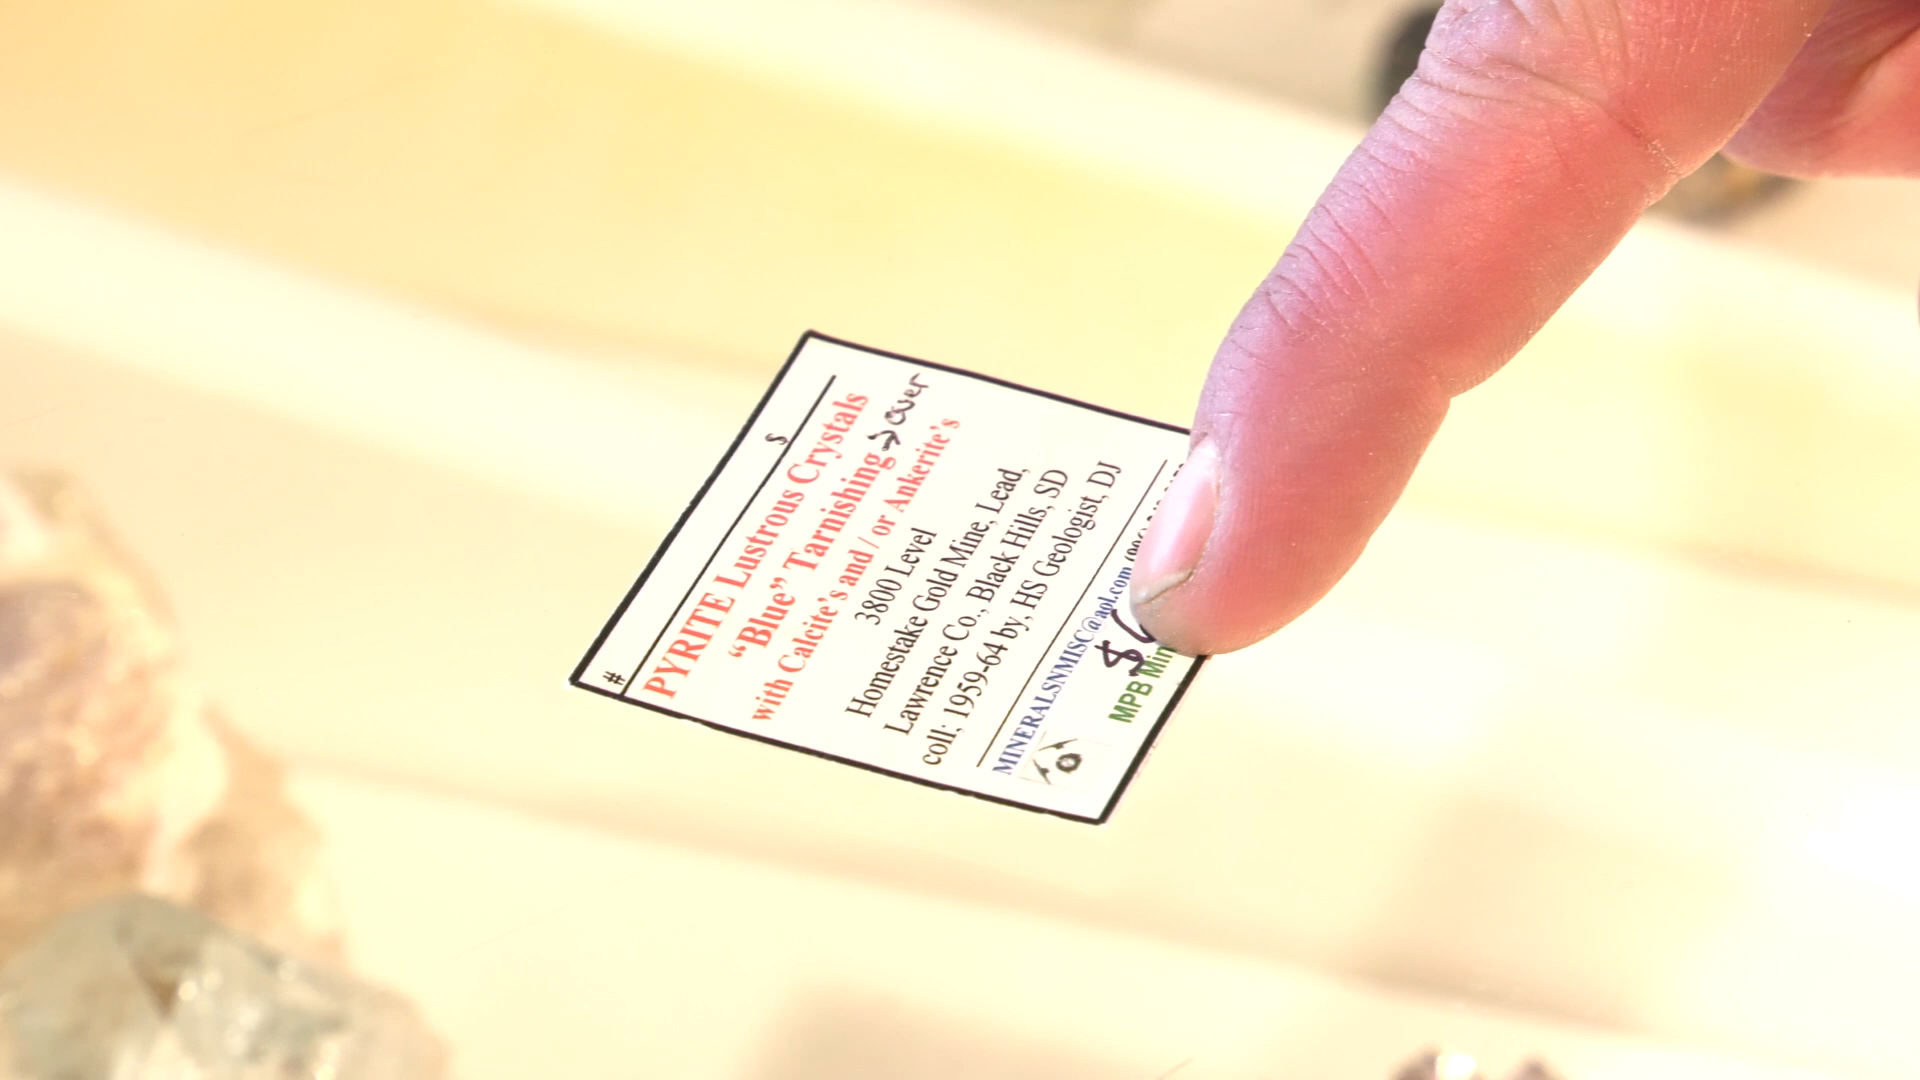 # $
PYRITE Lustrous Crystals
“Blue” Tarnishing → over
with Calcite's and / or Ankerite's
3800 Level
Homestake Gold Mine, Lead,
Lawrence Co., Black Hills, SD
coll; 1959-64 by, HS Geologist, DJ
MINERALSNMISC@aol.com
$
MPB Min